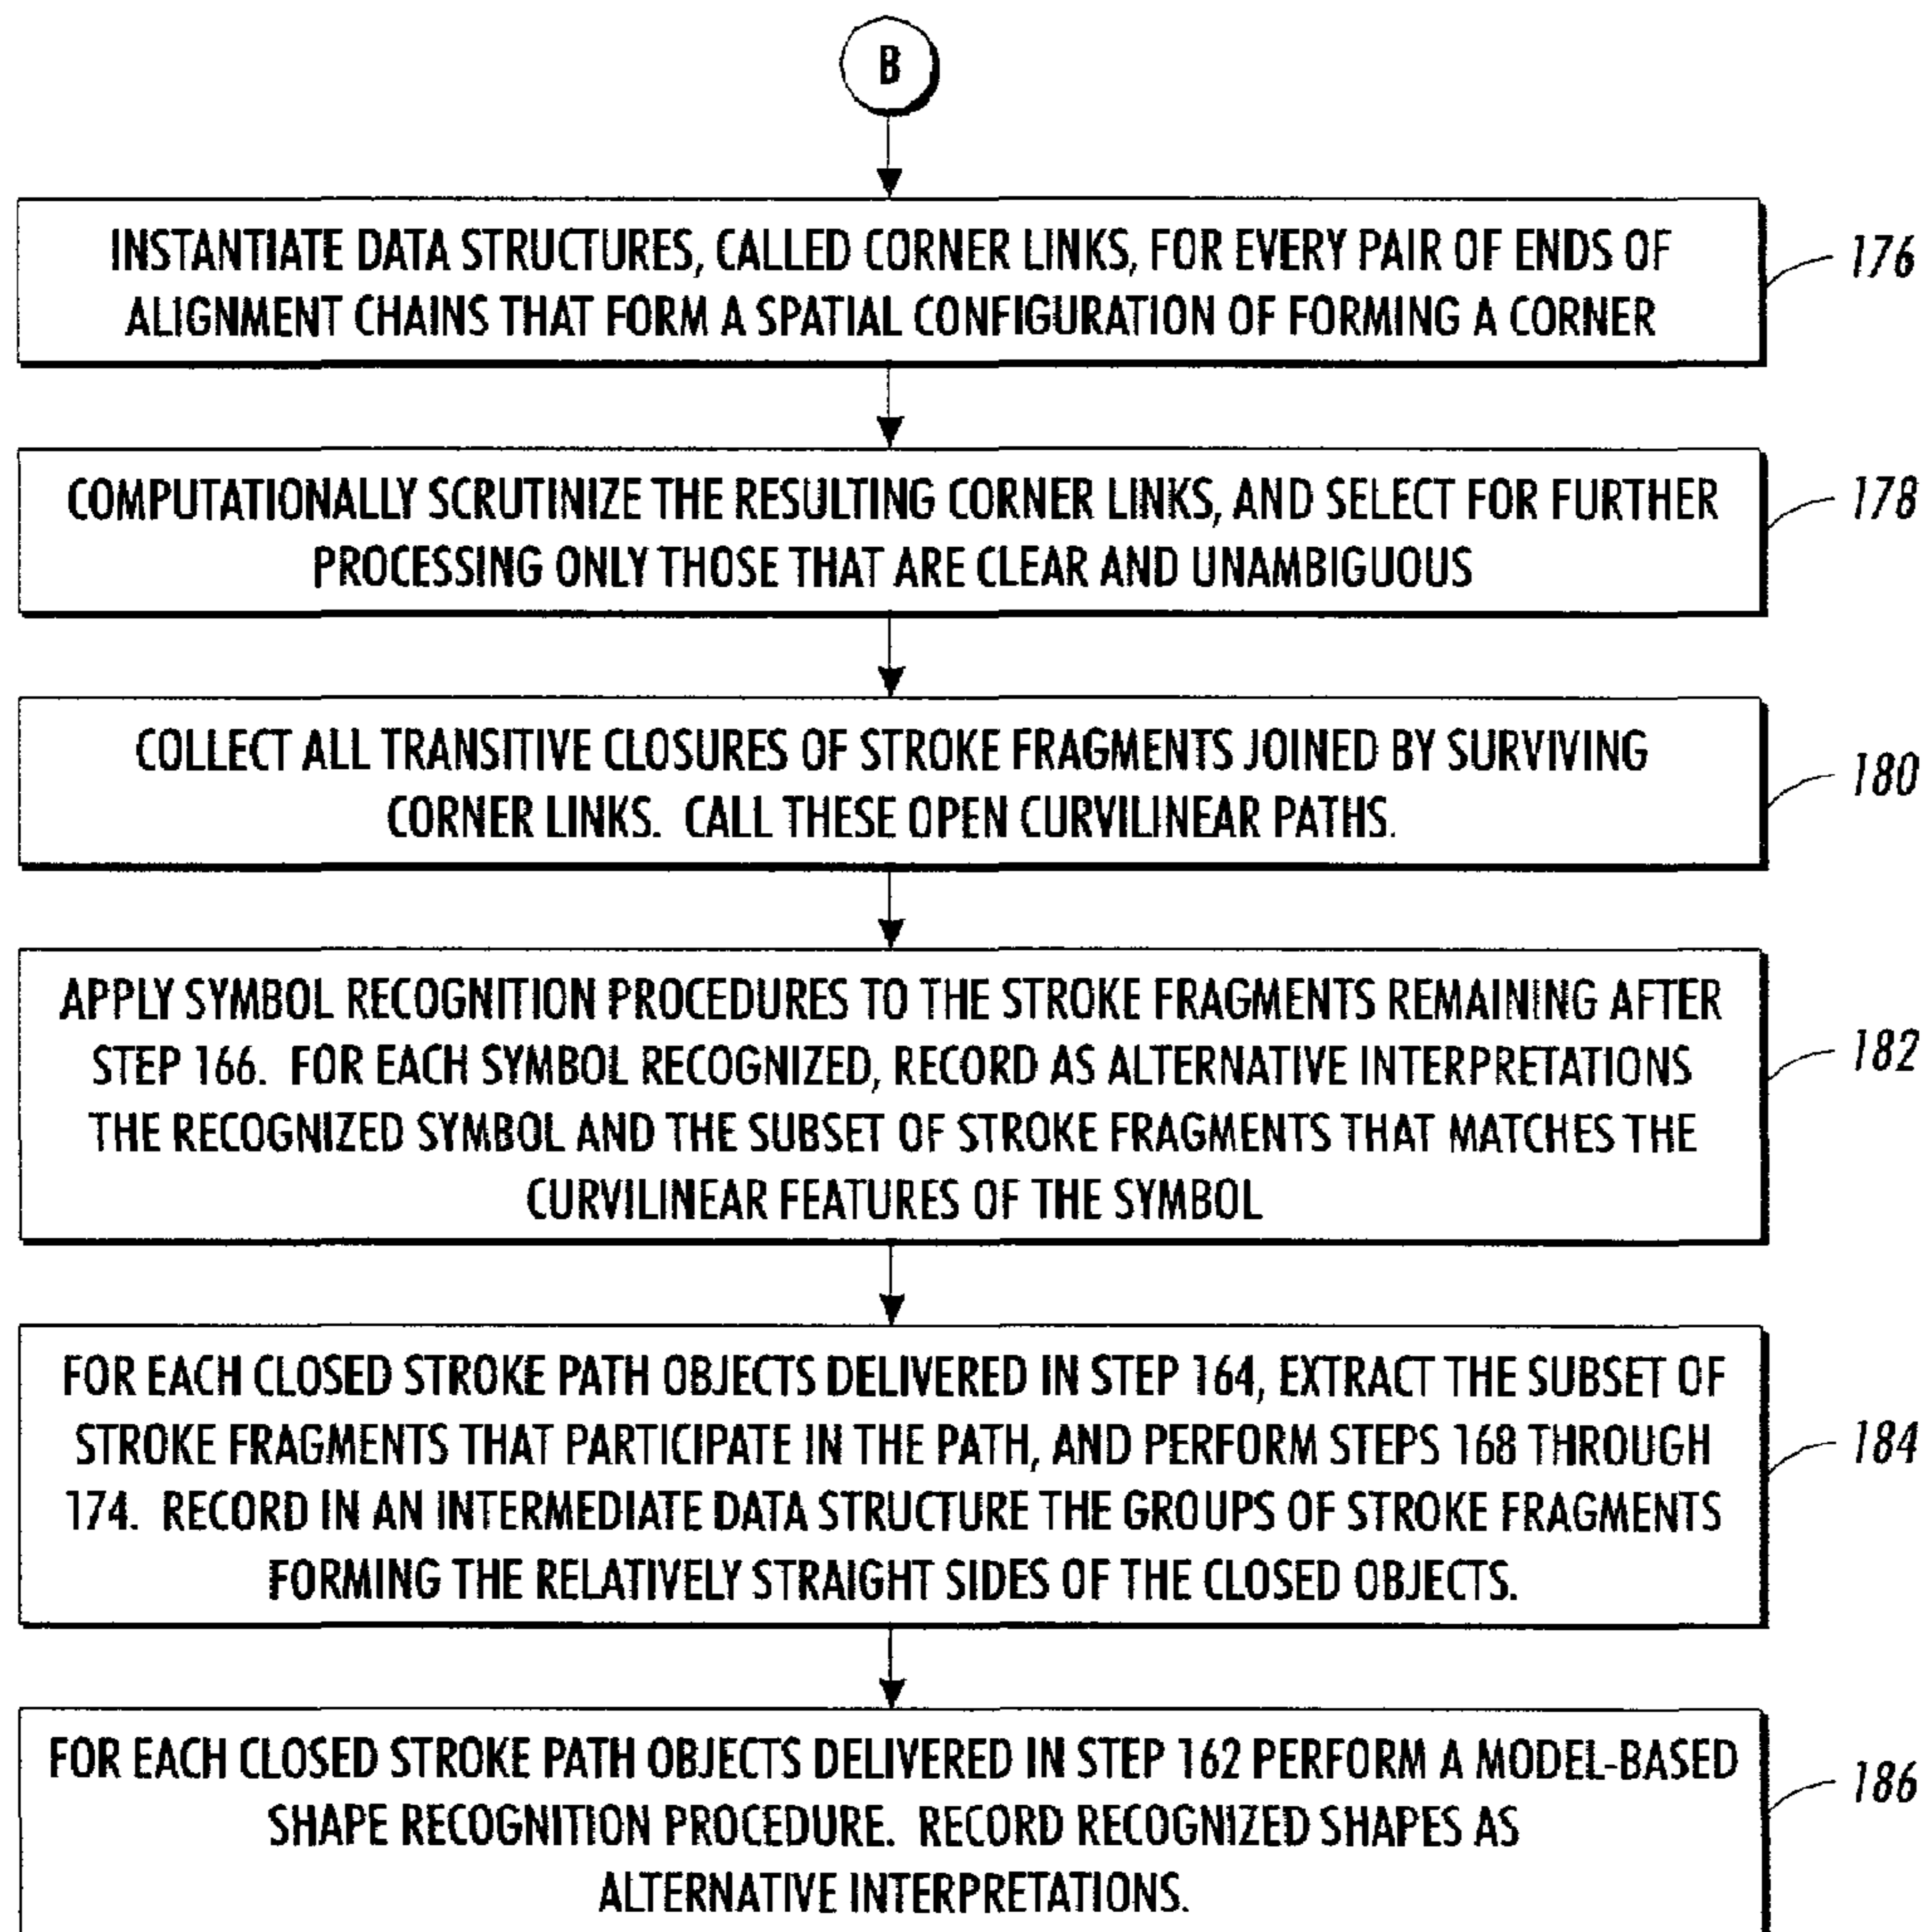 B
INSTANTIATE DATA STRUCTURES, CALLED CORNER LINKS, FOR EVERY PAIR OF ENDS OF
ALIGNMENT CHAINS THAT FORM A SPATIAL CONFIGURATION OF FORMING A CORNER
176
COMPUTATIONALLY SCRUTINIZE THE RESULTING CORNER LINKS, AND SELECT FOR FURTHER
PROCESSING ONLY THOSE THAT ARE CLEAR AND UNAMBIGUOUS
178
COLLECT ALL TRANSITIVE CLOSURES OF STROKE FRAGMENTS JOINED BY SURVIVING
CORNER LINKS. CALL THESE OPEN CURVILINEAR PATHS.
180
APPLY SYMBOL RECOGNITION PROCEDURES TO THE STROKE FRAGMENTS REMAINING AFTER
STEP 166. FOR EACH SYMBOL RECOGNIZED, RECORD AS ALTERNATIVE INTERPRETATIONS
THE RECOGNIZED SYMBOL AND THE SUBSET OF STROKE FRAGMENTS THAT MATCHES THE
CURVILINEAR FEATURES OF THE SYMBOL
182
FOR EACH CLOSED STROKE PATH OBJECTS DELIVERED IN STEP 164, EXTRACT THE SUBSET OF
STROKE FRAGMENTS THAT PARTICIPATE IN THE PATH, AND PERFORM STEPS 168 THROUGH
174. RECORD IN AN INTERMEDIATE DATA STRUCTURE THE GROUPS OF STROKE FRAGMENTS
FORMING THE RELATIVELY STRAIGHT SIDES OF THE CLOSED OBJECTS.
184
FOR EACH CLOSED STROKE PATH OBJECTS DELIVERED IN STEP 162 PERFORM A MODEL-BASED
SHAPE RECOGNITION PROCEDURE. RECORD RECOGNIZED SHAPES AS
ALTERNATIVE INTERPRETATIONS.
186